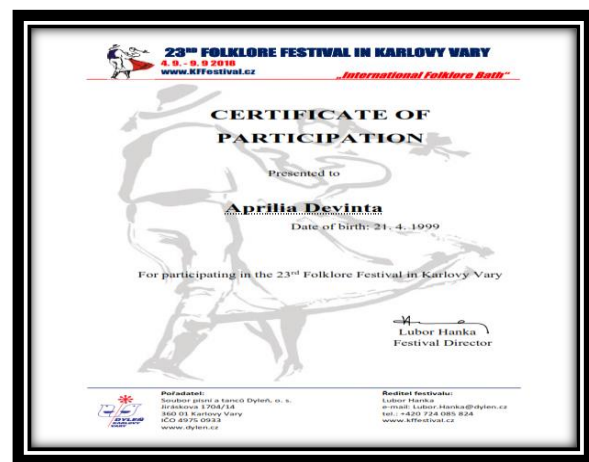 23RD FOLKLORE FESTIVAL IN KARLOVY VARY
4. 9. - 9. 9 2018
www.KFFestival.cz
„International Folklore Bath"
CERTIFICATE OF
PARTICIPATION
Presented to
Aprilia Devinta
Date of birth: 21. 4. 1999
For participating in the 23rd Folklore Festival in Karlovy Vary
Lubor Hanka
Festival Director
DYLEŇ
KARLOVY
VARY
Pořadatel:
Soubor písní a tanců Dyleň, o. s.
Jiráskova 1704/14
360 01 Karlovy Vary
IČO 4975 0933
www.dylen.cz
Ředitel festivalu:
Lubor Hanka
e-mail: Lubor.Hanka@dylen.cz
tel.: +420 724 085 824
www.kffestival.cz